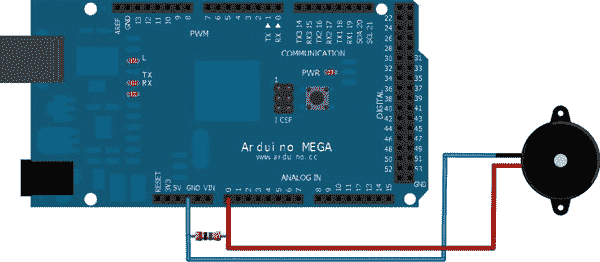 AREF
GND
13
12
11
10
9
8
7
6
5
4
3
2
1
0
PWM
TX
RX
TX3 14
RX3 15
TX2 16
RX2 17
TX1 18
RX1 19
SDA 20
SCL 21
COMMUNICATION
L
TX
RX
PWR
1
ICSP
22
24
26
28
30
32
34
36
38
40
42
44
46
48
50
52
31
33
35
37
39
41
43
45
47
49
51
53
GND
DIGITAL
Arduino MEGA
www.arduino.cc
RESET
3V3
5V
GND
VIN
ANALOG IN
0
1
2
3
4
5
6
7
8
9
10
11
12
13
14
15